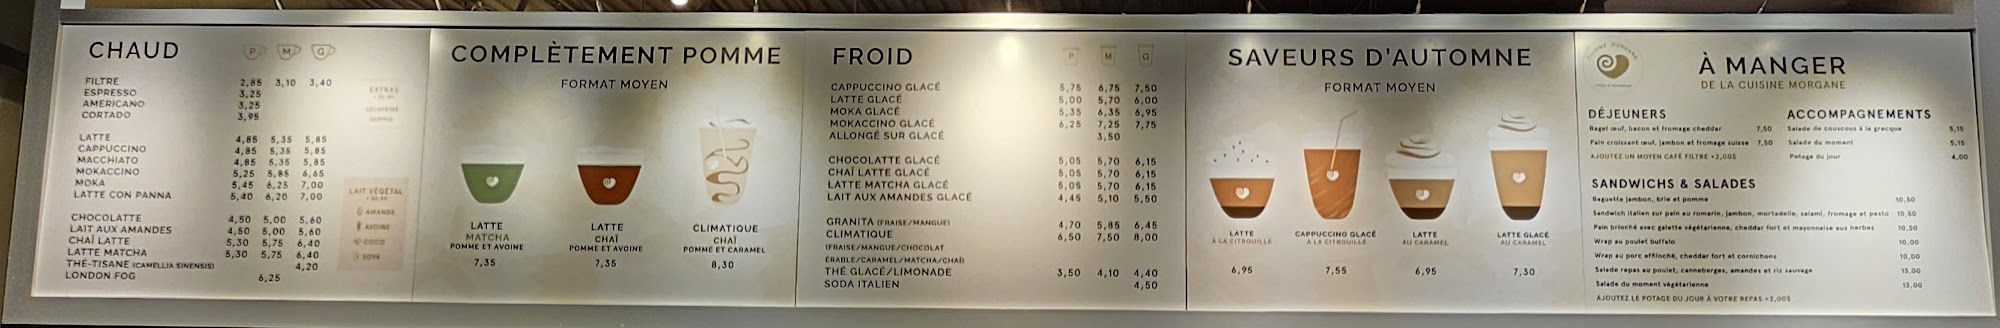 CHAUD P M G
FILTRE 2,85 3,10 3,40
ESPRESSO 3,25
AMERICANO 3,25
CORTADO 3,95
LATTE 4,85 5,35 5,85
CAPPUCCINO 4,85 5,35 5,85
MACCHIATO 4,85 5,35 5,85
MOKACCINO 5,25 5,85 6,65
MOKA 5,45 6,25 7,00
LATTE CON PANNA 5,40 6,20 7,00
CHOCOLATTE 4,50 5,00 5,60
LAIT AUX AMANDES 4,50 5,00 5,60
CHAÏ LATTE 5,30 5,75 6,40
LATTE MATCHA 5,30 5,75 6,40
THÉ-TISANE (CAMELLIA SINENSIS) 4,20
LONDON FOG 6,25
EXTRAS
DÉCAFÉINÉ
LAIT VÉGÉTAL
AMANDE
AVOINE
COCO
SOYA
COMPLÈTEMENT POMME
FORMAT MOYEN
LATTE
MATCHA
POMME ET AVOINE
7,35
LATTE
CHAÏ
POMME ET AVOINE
7,35
CLIMATIQUE
CHAÏ
POMME ET CARAMEL
8,30
FROID P M G
CAPPUCCINO GLACÉ 5,75 6,75 7,50
LATTE GLACÉ 5,00 5,70 6,00
MOKA GLACÉ 5,35 6,35 6,95
MOKACCINO GLACÉ 6,25 7,25 7,75
ALLONGÉ SUR GLACÉ 3,50
CHOCOLATTE GLACÉ 5,05 5,70 6,15
CHAÏ LATTE GLACÉ 5,05 5,70 6,15
LATTE MATCHA GLACÉ 5,05 5,70 6,15
LAIT AUX AMANDES GLACÉ 4,45 5,10 5,50
GRANITA (FRAISE/MANGUE) 4,70 5,85 6,45
CLIMATIQUE 6,50 7,50 8,00
(FRAISE/MANGUE/CHOCOLAT
ÉRABLE/CARAMEL/MATCHA/CHAÏ)
THÉ GLACÉ/LIMONADE 3,50 4,10 4,40
SODA ITALIEN 4,50
SAVEURS D'AUTOMNE
FORMAT MOYEN
LATTE
À LA CITROUILLE
6,95
CAPPUCCINO GLACÉ
À LA CITROUILLE
7,55
LATTE
AU CARAMEL
6,95
LATTE GLACÉ
AU CARAMEL
7,30
CUISINE MORGANE
À MANGER
DE LA CUISINE MORGANE
DÉJEUNERS
Bagel œuf, bacon et fromage cheddar 7,50
Pain croissant œuf, jambon et fromage suisse 7,50
AJOUTEZ UN MOYEN CAFÉ FILTRE +2,00$
ACCOMPAGNEMENTS
Salade de couscous à la grecque 5,15
Salade du moment 5,15
Potage du jour 4,00
SANDWICHS & SALADES
Baguette jambon, brie et pomme 10,50
Sandwich italien sur pain au romarin, jambon, mortadelle, salami, fromage et pesto 10,50
Pain brioché avec galette végétarienne, cheddar fort et mayonnaise aux herbes 10,50
Wrap au poulet buffalo 10,00
Wrap au porc effiloché, cheddar fort et cornichons 10,00
Salade repas au poulet, canneberges, amandes et riz sauvage 13,00
Salade du moment végétarienne 13,00
AJOUTEZ LE POTAGE DU JOUR À VOTRE REPAS +2,00$